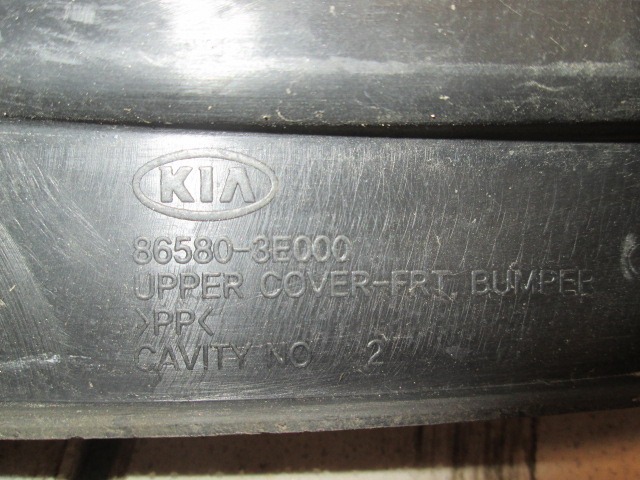 KIA
86580-3E000
UPPER COVER-FRT, BUMPER
>PP<
CAVITY NO 2